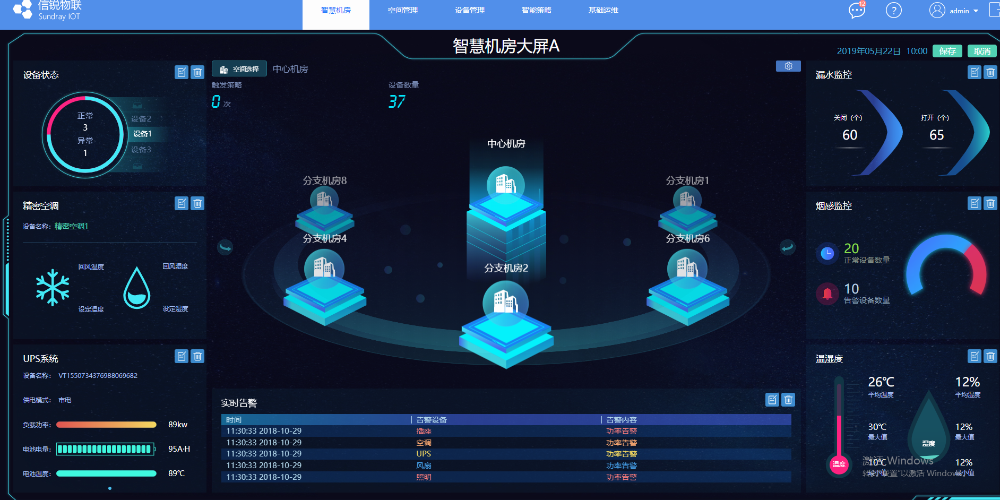 信锐物联
Sundray IOT
智慧机房
空间管理
设备管理
智能策略
基础运维
12
?
admin
智慧机房大屏A
2019年05月22日 10:00
保存
取消
设备状态
正常
3
异常
1
设备2
设备1
设备3
空间选择
中心机房
触发策略
0 次
设备数量
37
漏水监控
关闭（个）
60
打开（个）
65
精密空调
设备名称：精密空调1
回风温度
设定温度
回风湿度
设定湿度
中心机房
分支机房8
分支机房1
分支机房4
分支机房6
分支机房2
烟感监控
20
正常设备数量
10
告警设备数量
UPS系统
设备名称： VT1550734376988069682
供电模式： 市电
负载功率： 89kw
电池电量： 95A·H
电池温度： 89℃
实时告警
时间 告警设备 告警内容
11:30:33 2018-10-29 插座 功率告警
11:30:33 2018-10-29 空调 功率告警
11:30:33 2018-10-29 UPS 功率告警
11:30:33 2018-10-29 风扇 功率告警
11:30:33 2018-10-29 照明 功率告警
温湿度
26℃
平均温度
30℃
最大值
10℃
最小值
温度
12%
平均湿度
12%
最大值
12%
最小值
湿度
激活 Windows
转到"设置"以激活 Windows。